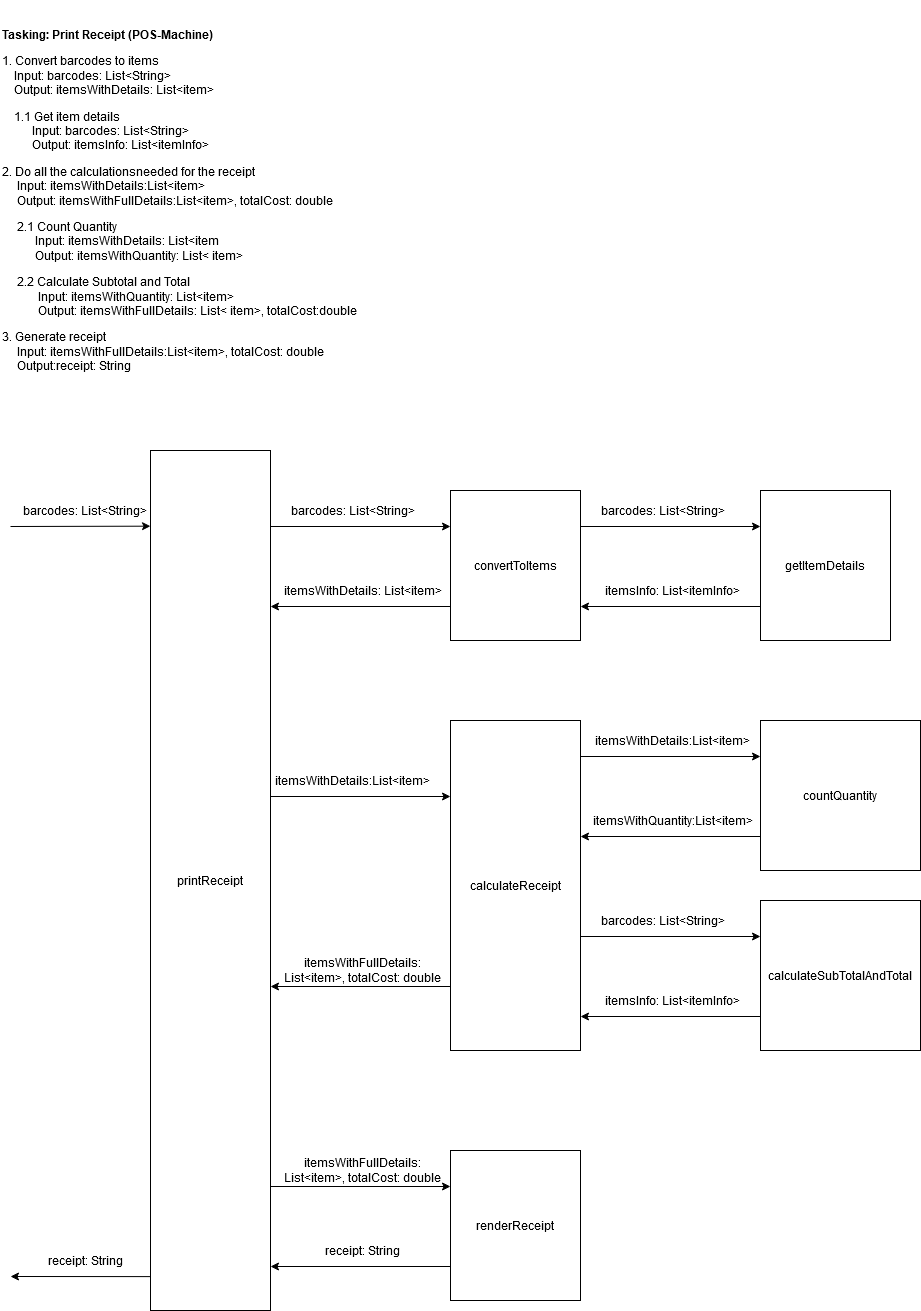 Tasking: Print Receipt (POS-Machine)
1. Convert barcodes to items
Input: barcodes: List<String>
Output: itemsWithDetails: List<item>
1.1 Get item details
Input: barcodes: List<String>
Output: itemsInfo: List<itemInfo>
2. Do all the calculationsneeded for the receipt
Input: itemsWithDetails:List<item>
Output: itemsWithFullDetails:List<item>, totalCost: double
2.1 Count Quantity
Input: itemsWithDetails: List<item
Output: itemsWithQuantity: List< item>
2.2 Calculate Subtotal and Total
Input: itemsWithQuantity: List<item>
Output: itemsWithFullDetails: List< item>, totalCost:double
3. Generate receipt
Input: itemsWithFullDetails:List<item>, totalCost: double
Output:receipt: String
barcodes: List<String>
barcodes: List<String>
barcodes: List<String>
convertToItems
getItemDetails
itemsWithDetails: List<item>
itemsInfo: List<itemInfo>
itemsWithDetails:List<item>
itemsWithDetails:List<item>
countQuantity
itemsWithQuantity:List<item>
printReceipt
calculateReceipt
barcodes: List<String>
itemsWithFullDetails:
List<item>, totalCost: double
calculateSubTotalAndTotal
itemsInfo: List<itemInfo>
itemsWithFullDetails:
List<item>, totalCost: double
renderReceipt
receipt: String
receipt: String